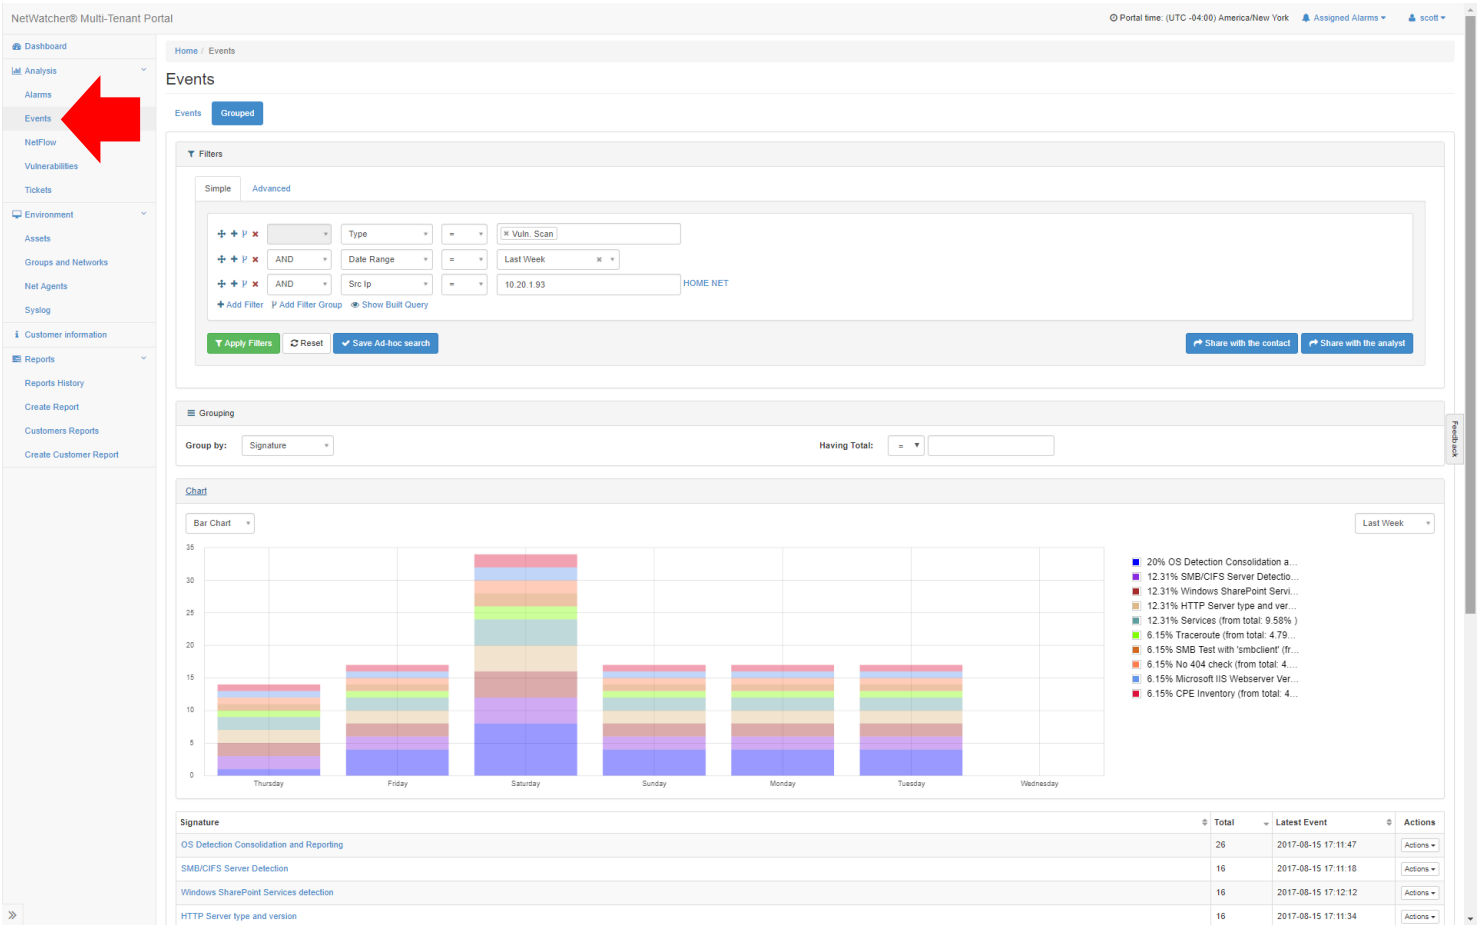 NetWatcher® Multi-Tenant Portal
Portal time: (UTC -04:00) America/New York Assigned Alarms scott
Dashboard
Analysis
Alarms
Events
NetFlow
Vulnerabilities
Tickets
Environment
Assets
Groups and Networks
Net Agents
Syslog
Customer information
Reports
Reports History
Create Report
Customers Reports
Create Customer Report
Home / Events
Events
Events Grouped
Filters
Simple Advanced
Type = Vuln. Scan
AND Date Range = Last Week
AND Src Ip = 10.20.1.93 HOME NET
Add Filter Add Filter Group Show Built Query
Apply Filters Reset Save Ad-hoc search Share with the contact Share with the analyst
Grouping
Group by: Signature Having Total: =
Feedback
Chart
Bar Chart Last Week
35
30
25
20
15
10
5
0
Thursday Friday Saturday Sunday Monday Tuesday Wednesday
20% OS Detection Consolidation a...
12.31% SMB/CIFS Server Detectio...
12.31% Windows SharePoint Servi...
12.31% HTTP Server type and ver...
12.31% Services (from total: 9.58% )
6.15% Traceroute (from total: 4.79...
6.15% SMB Test with 'smbclient' (fr...
6.15% No 404 check (from total: 4....
6.15% Microsoft IIS Webserver Ver...
6.15% CPE Inventory (from total: 4...
Signature Total Latest Event Actions
OS Detection Consolidation and Reporting 26 2017-08-15 17:11:47 Actions
SMB/CIFS Server Detection 16 2017-08-15 17:11:18 Actions
Windows SharePoint Services detection 16 2017-08-15 17:12:12 Actions
HTTP Server type and version 16 2017-08-15 17:11:34 Actions